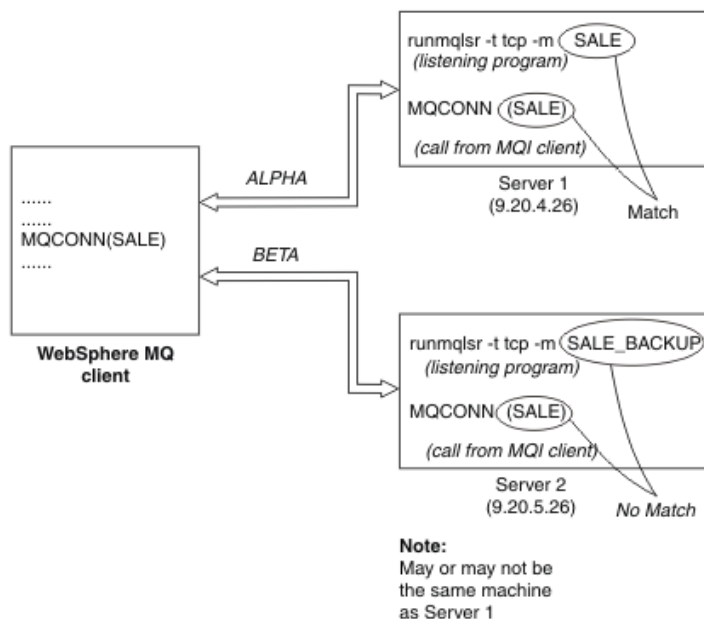 ......
......
MQCONN(SALE)
......
WebSphere MQ
client
ALPHA
BETA
runmqlsr -t tcp -m SALE
(listening program)
MQCONN (SALE)
(call from MQI client)
Server 1
(9.20.4.26)
Match
runmqlsr -t tcp -m SALE_BACKUP
(listening program)
MQCONN (SALE)
(call from MQI client)
Server 2
(9.20.5.26)
No Match
Note:
May or may not be
the same machine
as Server 1